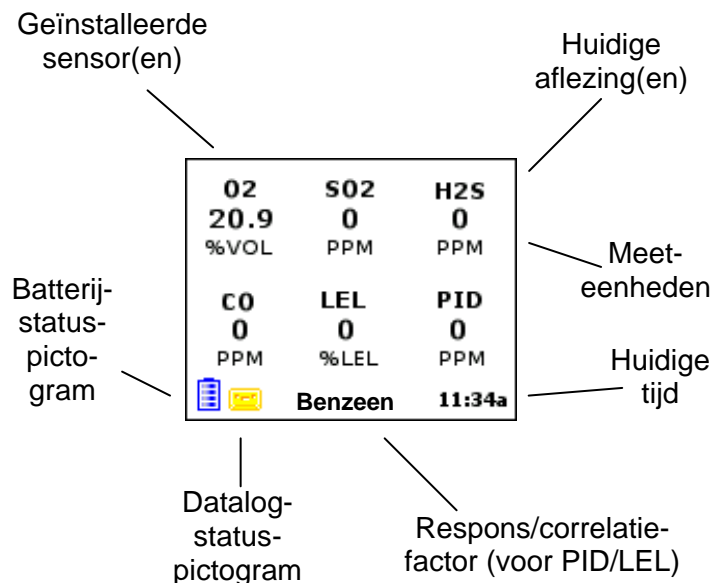 Geïnstalleerde
sensor(en)
Huidige
aflezing(en)
O2 SO2 H2S
20.9 0 0
%VOL PPM PPM
CO LEL PID
0 0 0
PPM %LEL PPM
Benzeen 11:34a
Meet-
eenheden
Batterij-
status-
picto-
gram
Huidige
tijd
Datalog-
status-
pictogram
Respons/correlatie-
factor (voor PID/LEL)